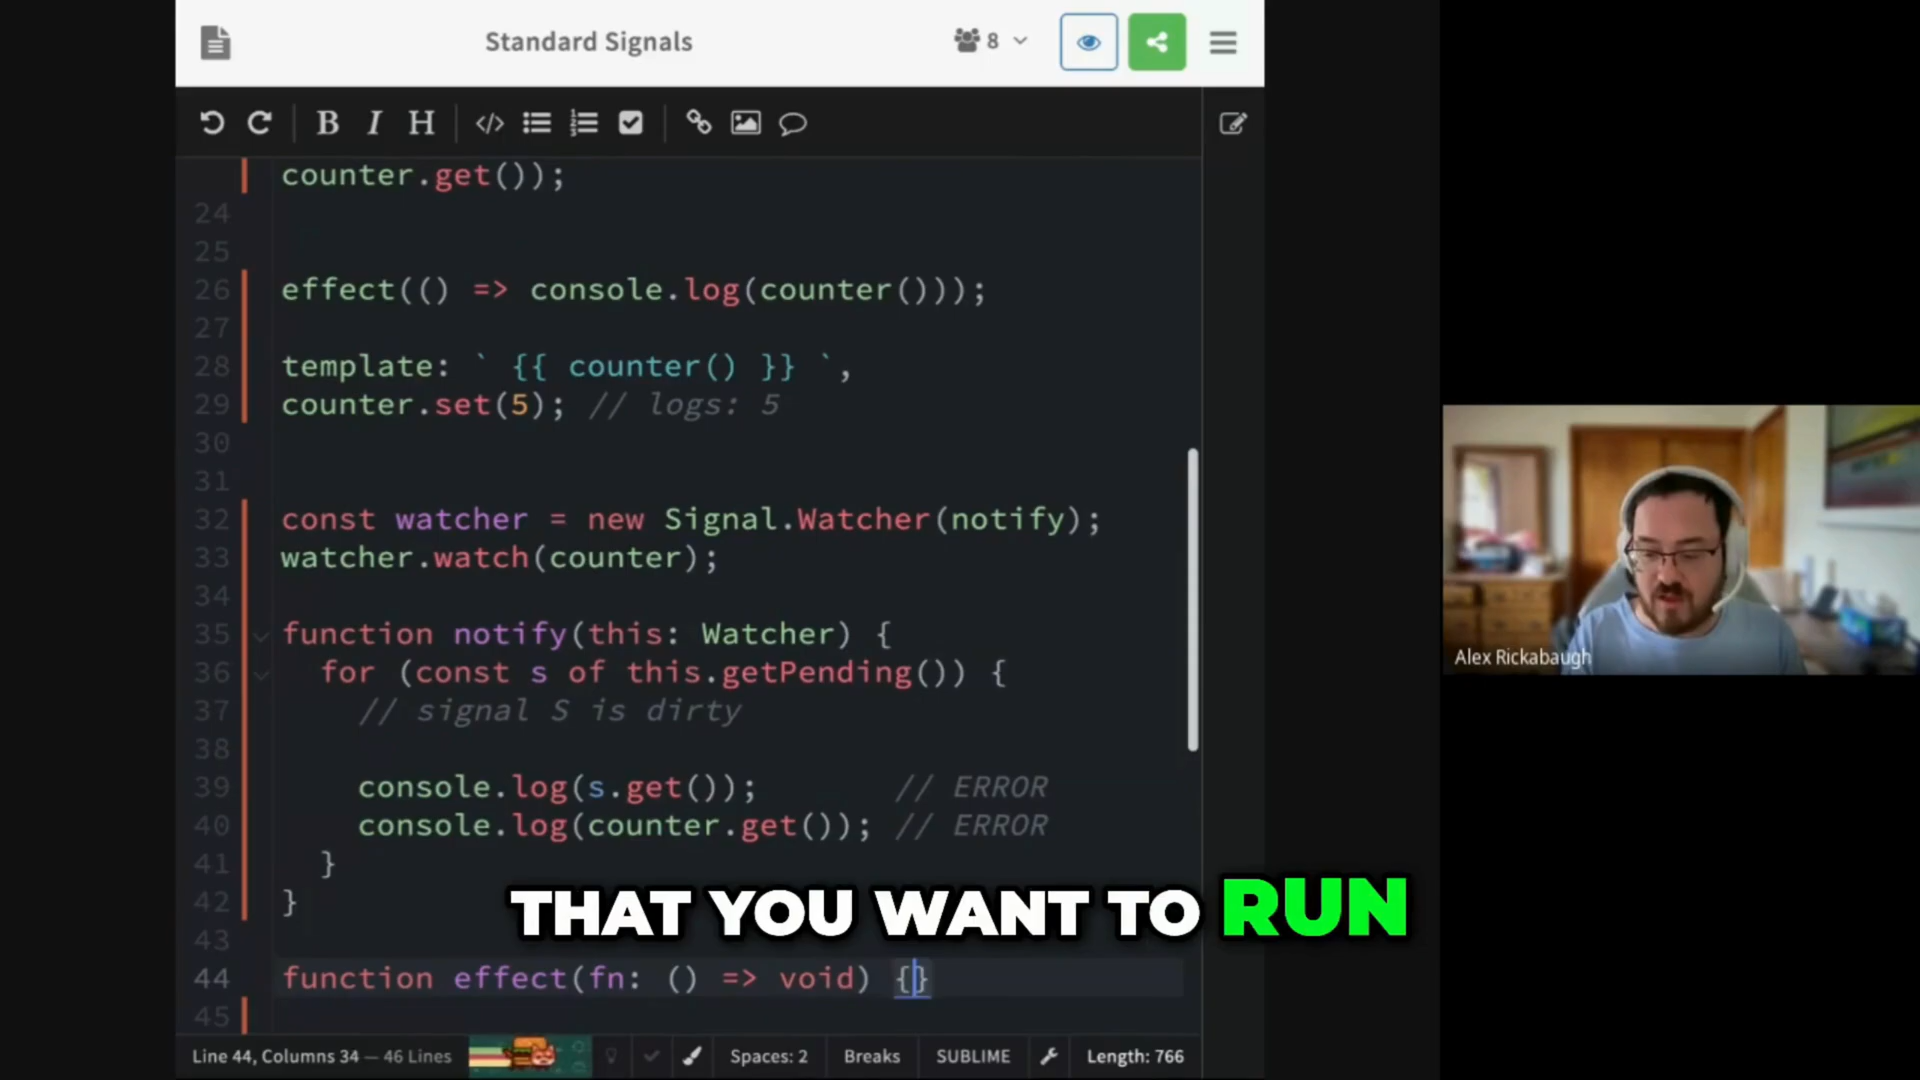 Standard Signals
8
B I H
counter.get());
24
25
26 effect(() => console.log(counter()));
27
28 template: ` {{ counter() }} `,
29 counter.set(5); // logs: 5
30
31
32 const watcher = new Signal.Watcher(notify);
33 watcher.watch(counter);
34
35 function notify(this: Watcher) {
36 for (const s of this.getPending()) {
37 // signal S is dirty
38
39 console.log(s.get()); // ERROR
40 console.log(counter.get()); // ERROR
41 }
42 }
43
44 function effect(fn: () => void) {}
45
THAT YOU WANT TO RUN
Alex Rickabaugh
Line 44, Columns 34 — 46 Lines Spaces: 2 Breaks SUBLIME Length: 766